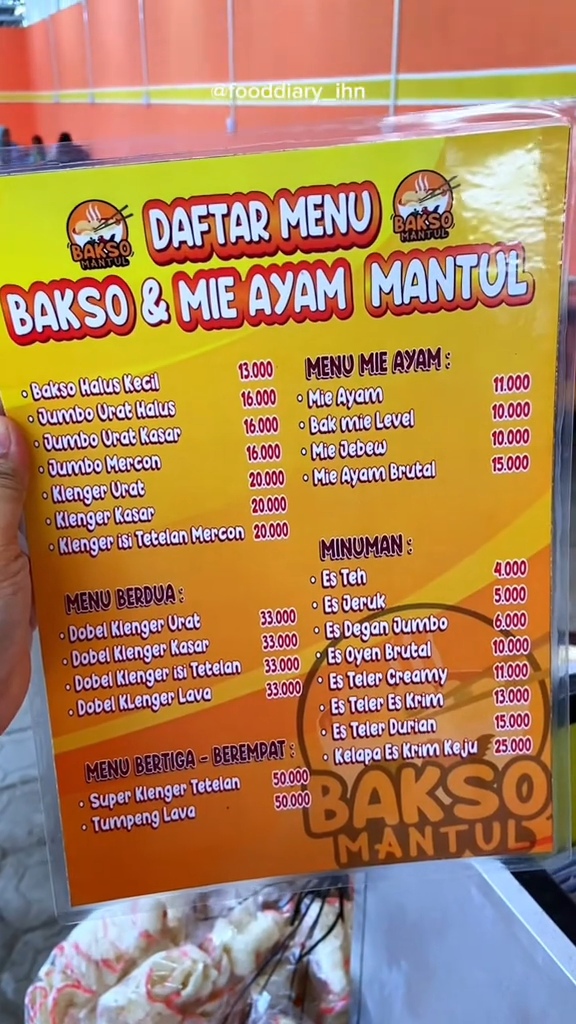 @fooddiary_ihn
BAKSO
MANTUL
DAFTAR MENU
BAKSO
MANTUL
BAKSO & MIE AYAM MANTUL
• Bakso Halus Kecil 13.000
• Jumbo Urat Halus 16.000
• Jumbo Urat Kasar 16.000
• Jumbo Mercon 16.000
• Klenger Urat 20.000
• Klenger Kasar 20.000
• Klenger isi Tetelan Mercon 20.000
MENU BERDUA :
• Dobel Klenger Urat 33.000
• Dobel Klenger Kasar 33.000
• Dobel Klenger isi Tetelan 33.000
• Dobel KLenger Lava 33.000
MENU BERTIGA - BEREMPAT :
• Super Klenger Tetelan 50.000
• Tumpeng Lava 50.000
MENU MIE AYAM :
• Mie Ayam 11.000
• Bak mie Level 10.000
• Mie Jebew 10.000
• Mie Ayam Brutal 15.000
MINUMAN :
• Es Teh 4.000
• Es Jeruk 5.000
• Es Degan Jumbo 6.000
• Es Oyen Brutal 10.000
• Es Teler Creamy 11.000
• Es Teler Es Krim 13.000
• Es Teler Durian 15.000
• Kelapa Es Krim Keju 25.000
BAKSO
MANTUL